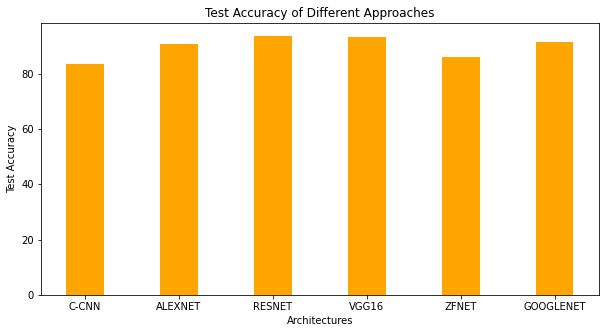 Test Accuracy of Different Approaches
Test Accuracy
80
60
40
20
0
C-CNN ALEXNET RESNET VGG16 ZFNET GOOGLENET
Architectures